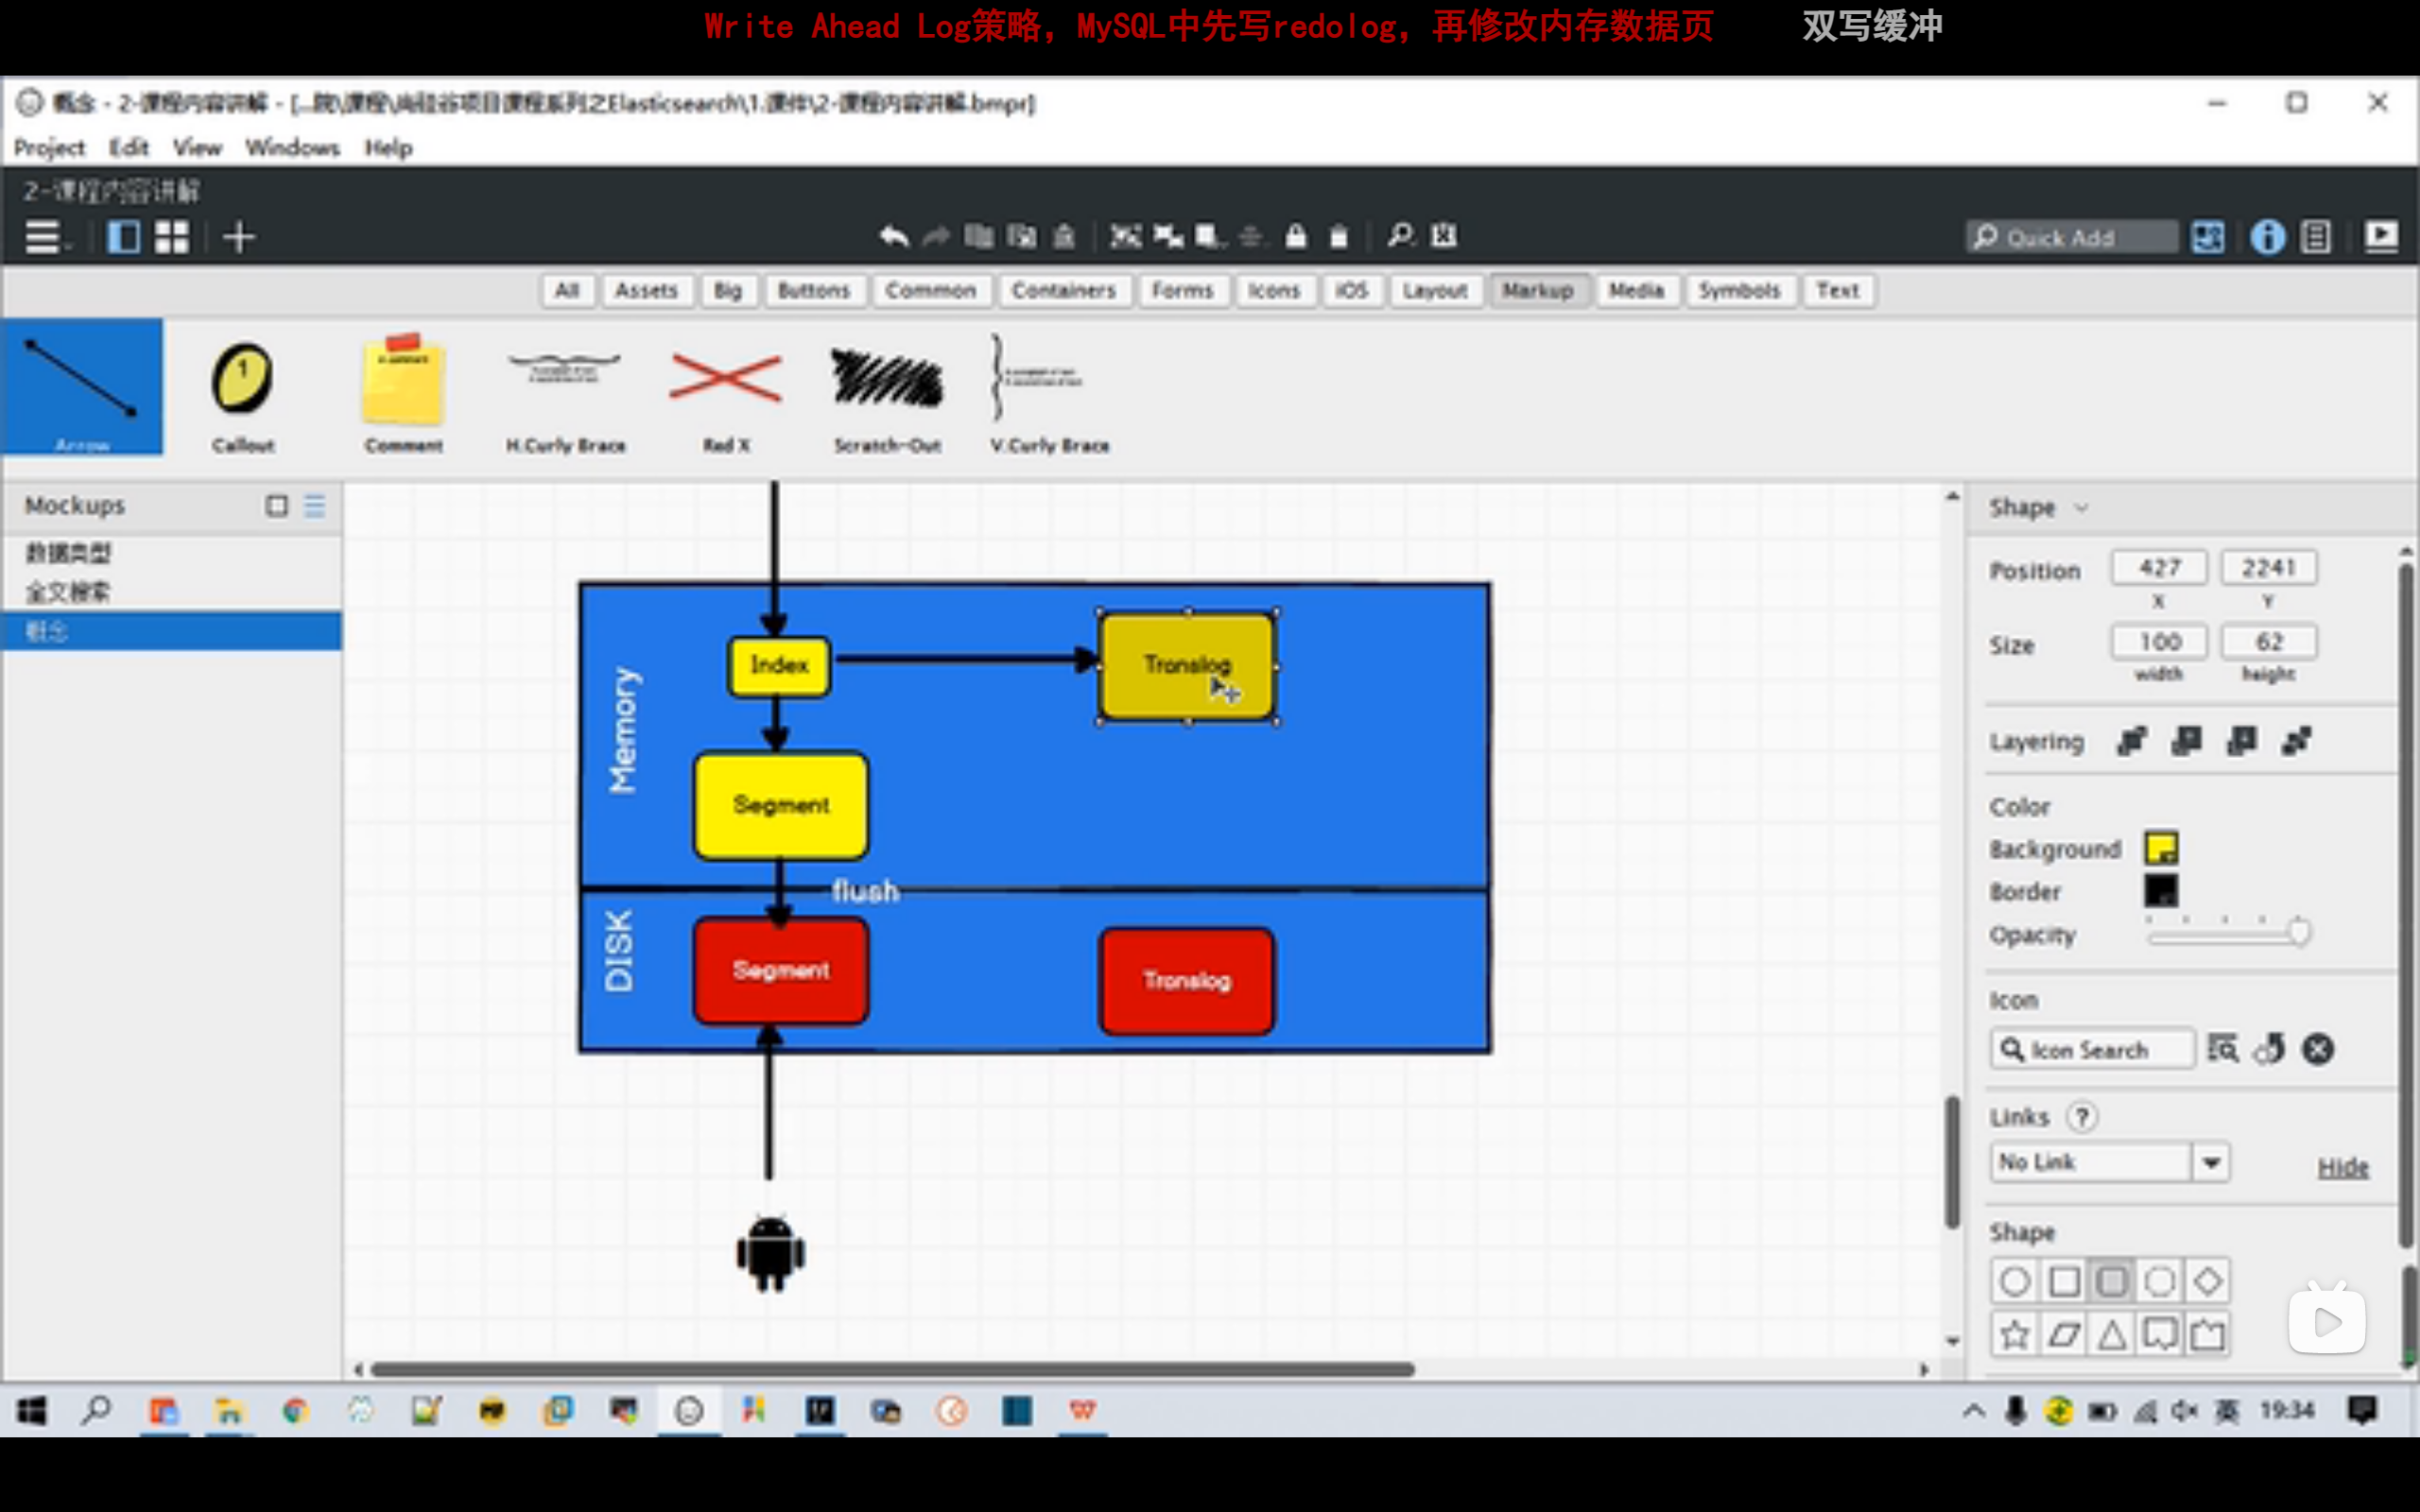 Write Ahead Log策略，MySQL中先写redolog，再修改内存数据页 双写缓冲
概念 - 2-课程内容讲解 - [...院\课程\尚硅谷项目课程系列之Elasticsearch\1.课件\2-课程内容讲解.bmpr]
Project Edit View Windows Help
2-课程内容讲解
Quick Add
All Assets Big Buttons Common Containers Forms Icons iOS Layout Markup Media Symbols Text
1
Arrow Callout Comment H.Curly Brace Red X Scratch-Out V.Curly Brace
Mockups
数据类型
全文搜索
概念
Memory
Index
Translog
Segment
flush
DISK
Segment
Translog
Shape
Position 427 2241
X Y
Size 100 62
width height
Layering
Color
Background
Border
Opacity
Icon
Icon Search
Links ?
No Link Hide
Shape
英 19:34